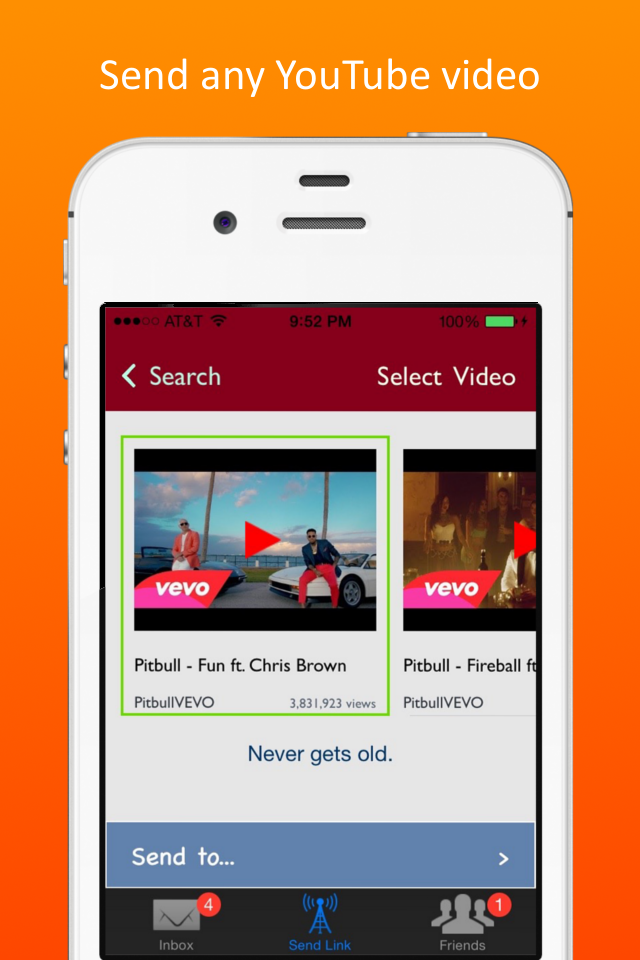 Send any YouTube video
AT&T 9:52 PM 100%
Search Select Video
vevo vevo
Pitbull - Fun ft. Chris Brown Pitbull - Fireball ft
PitbullVEVO 3,831,923 views PitbullVEVO
Never gets old.
Send to... >
4 1
Inbox Send Link Friends